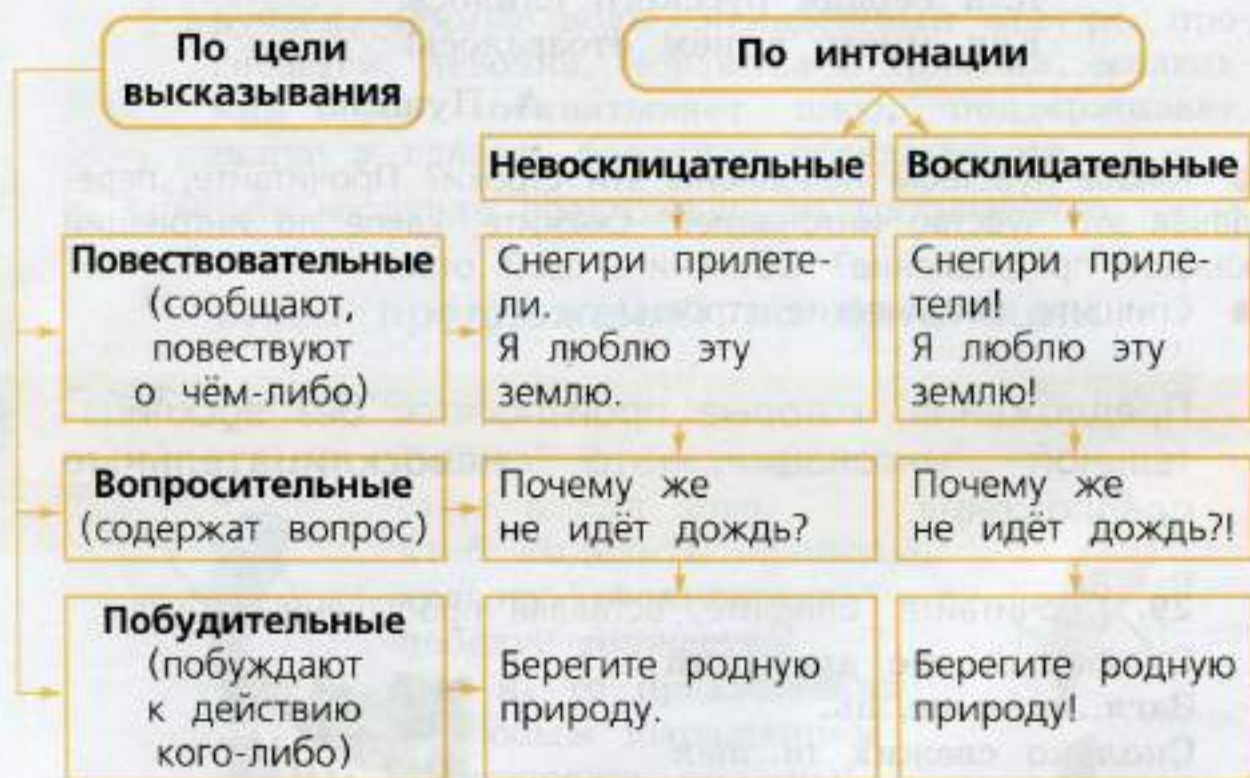 По цели
высказывания
По интонации
Невосклицательные
Восклицательные
Повествовательные
(сообщают,
повествуют
о чём-либо)
Снегири прилете-
ли.
Я люблю эту
землю.
Снегири приле-
тели!
Я люблю эту
землю!
Вопросительные
(содержат вопрос)
Почему же
не идёт дождь?
Почему же
не идёт дождь?!
Побудительные
(побуждают
к действию
кого-либо)
Берегите родную
природу.
Берегите родную
природу!